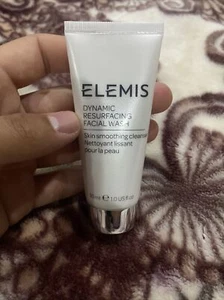 ELEMIS
DYNAMIC
RESURFACING
FACIAL WASH
Skin smoothing cleanser
Nettoyant lissant
pour la peau